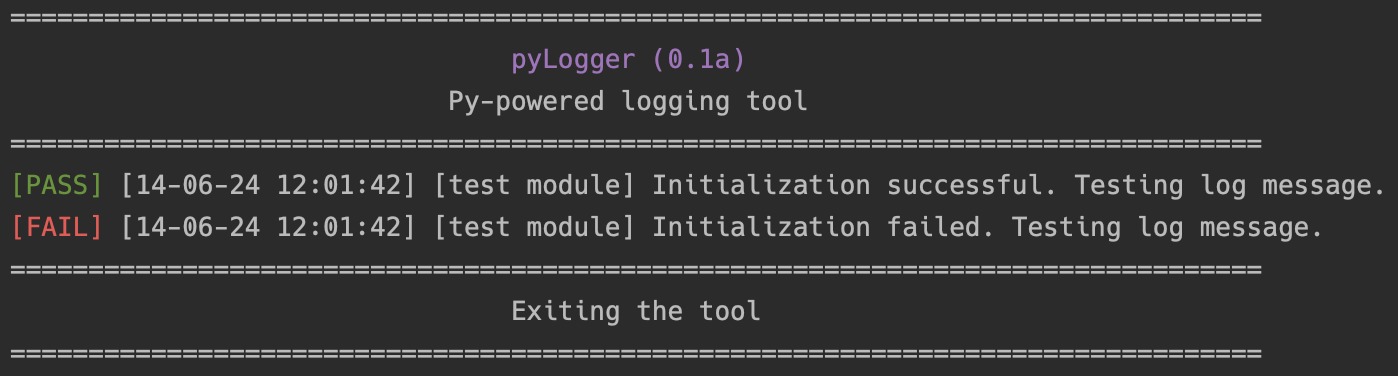 ================================================================================
pyLogger (0.1a)
Py-powered logging tool
================================================================================
[PASS] [14-06-24 12:01:42] [test module] Initialization successful. Testing log message.
[FAIL] [14-06-24 12:01:42] [test module] Initialization failed. Testing log message.
================================================================================
Exiting the tool
================================================================================